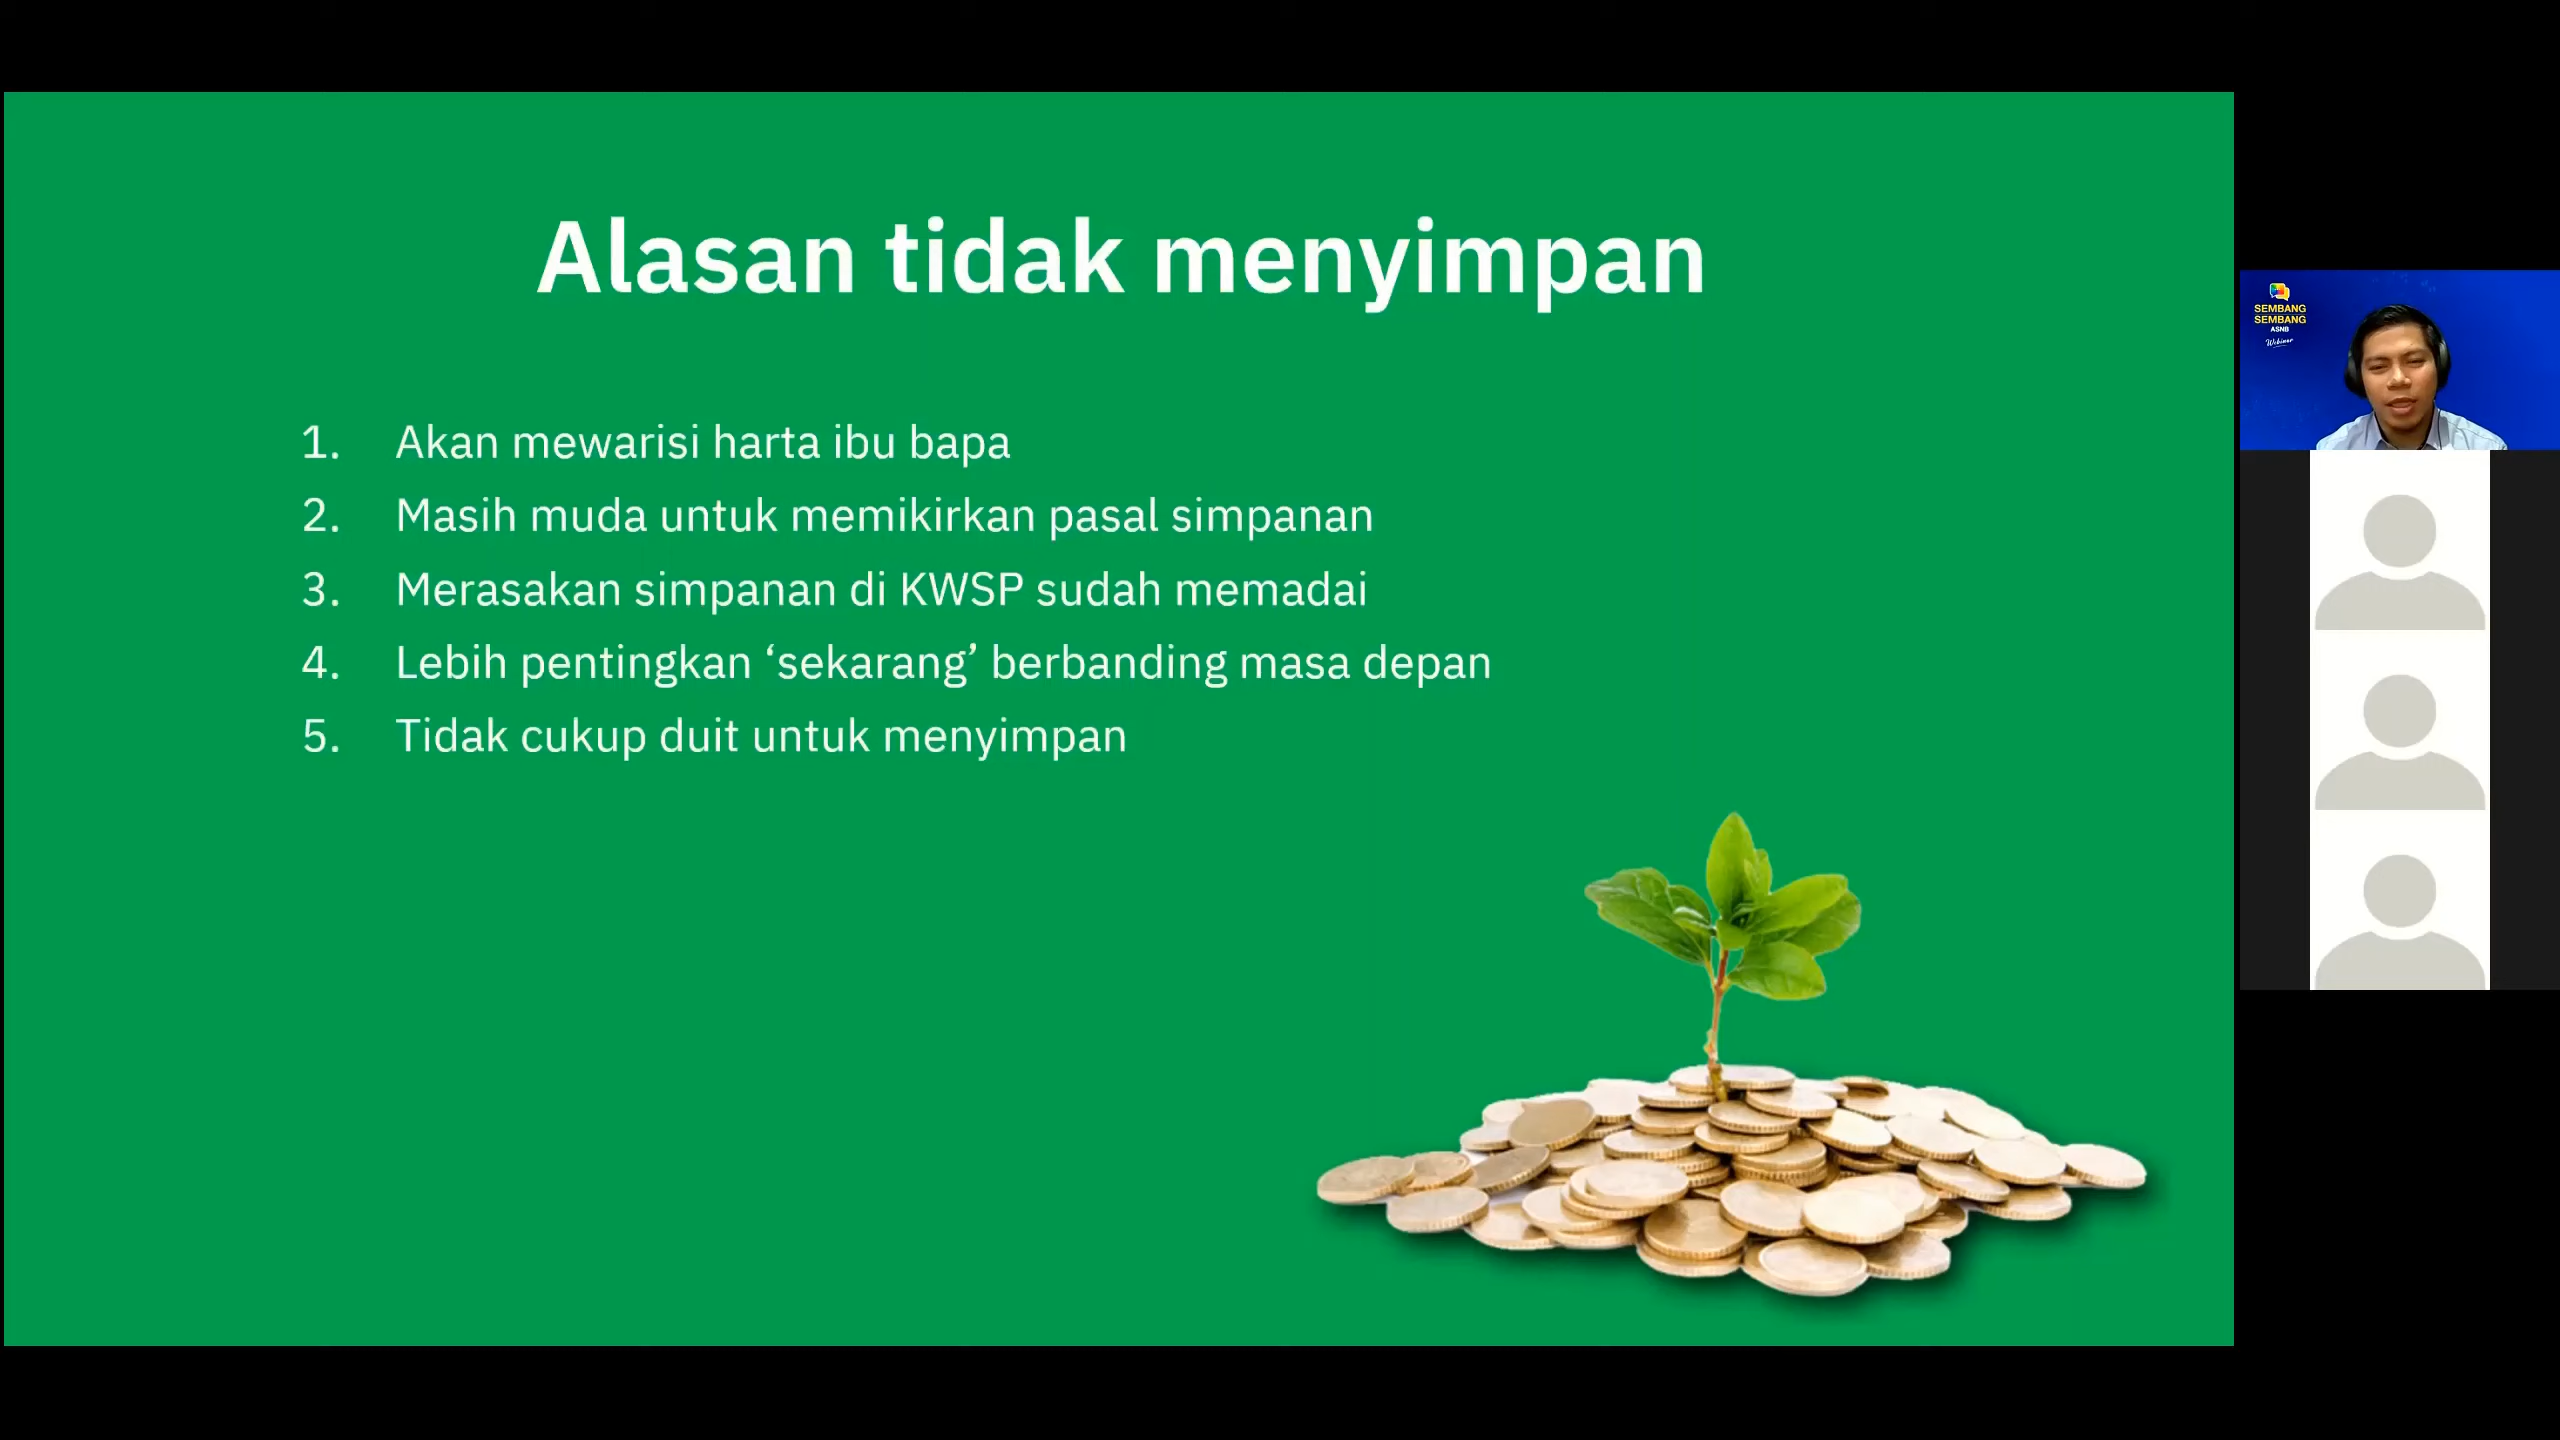 Alasan tidak menyimpan
1. Akan mewarisi harta ibu bapa
2. Masih muda untuk memikirkan pasal simpanan
3. Merasakan simpanan di KWSP sudah memadai
4. Lebih pentingkan ‘sekarang’ berbanding masa depan
5. Tidak cukup duit untuk menyimpan
SEMBANG
SEMBANG
ASNB
Webinar